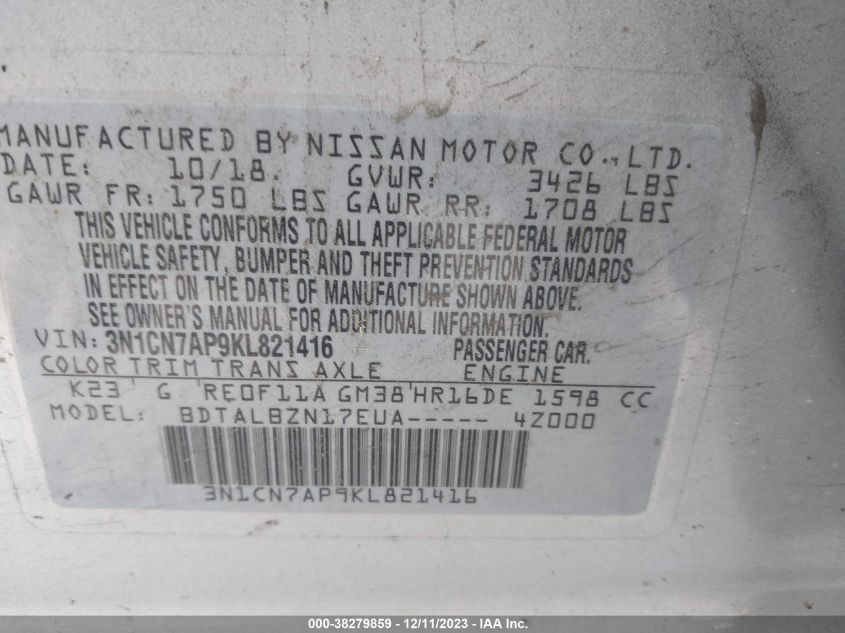 MANUFACTURED BY NISSAN MOTOR CO., LTD.
DATE: 10/18 GVWR: 3426 LBS
GAWR FR: 1750 LBS GAWR RR: 1708 LBS
THIS VEHICLE CONFORMS TO ALL APPLICABLE FEDERAL MOTOR
VEHICLE SAFETY, BUMPER AND THEFT PREVENTION STANDARDS
IN EFFECT ON THE DATE OF MANUFACTURE SHOWN ABOVE.
SEE OWNER'S MANUAL FOR ADDITIONAL INFORMATION.
VIN: 3N1CN7AP9KL821416 PASSENGER CAR.
COLOR TRIM TRANS AXLE ENGINE
K23 G RE0F11A GM38 HR16DE 1598 CC
MODEL: BDTALBZN17EUA----- 4Z000
3N1CN7AP9KL821416
000-38279859 - 12/11/2023 - IAA Inc.